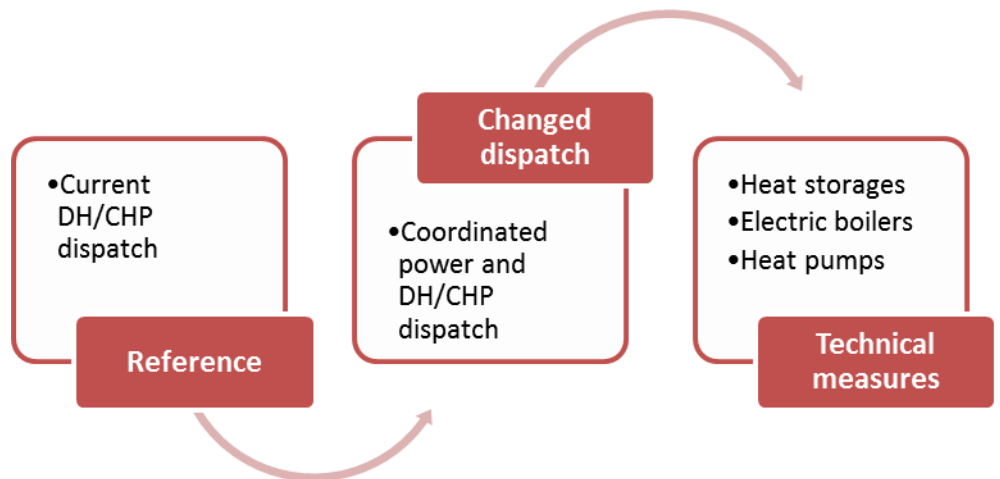 •Current
DH/CHP
dispatch
Reference
Changed
dispatch
•Coordinated
power and
DH/CHP
dispatch
•Heat storages
•Electric boilers
•Heat pumps
Technical
measures